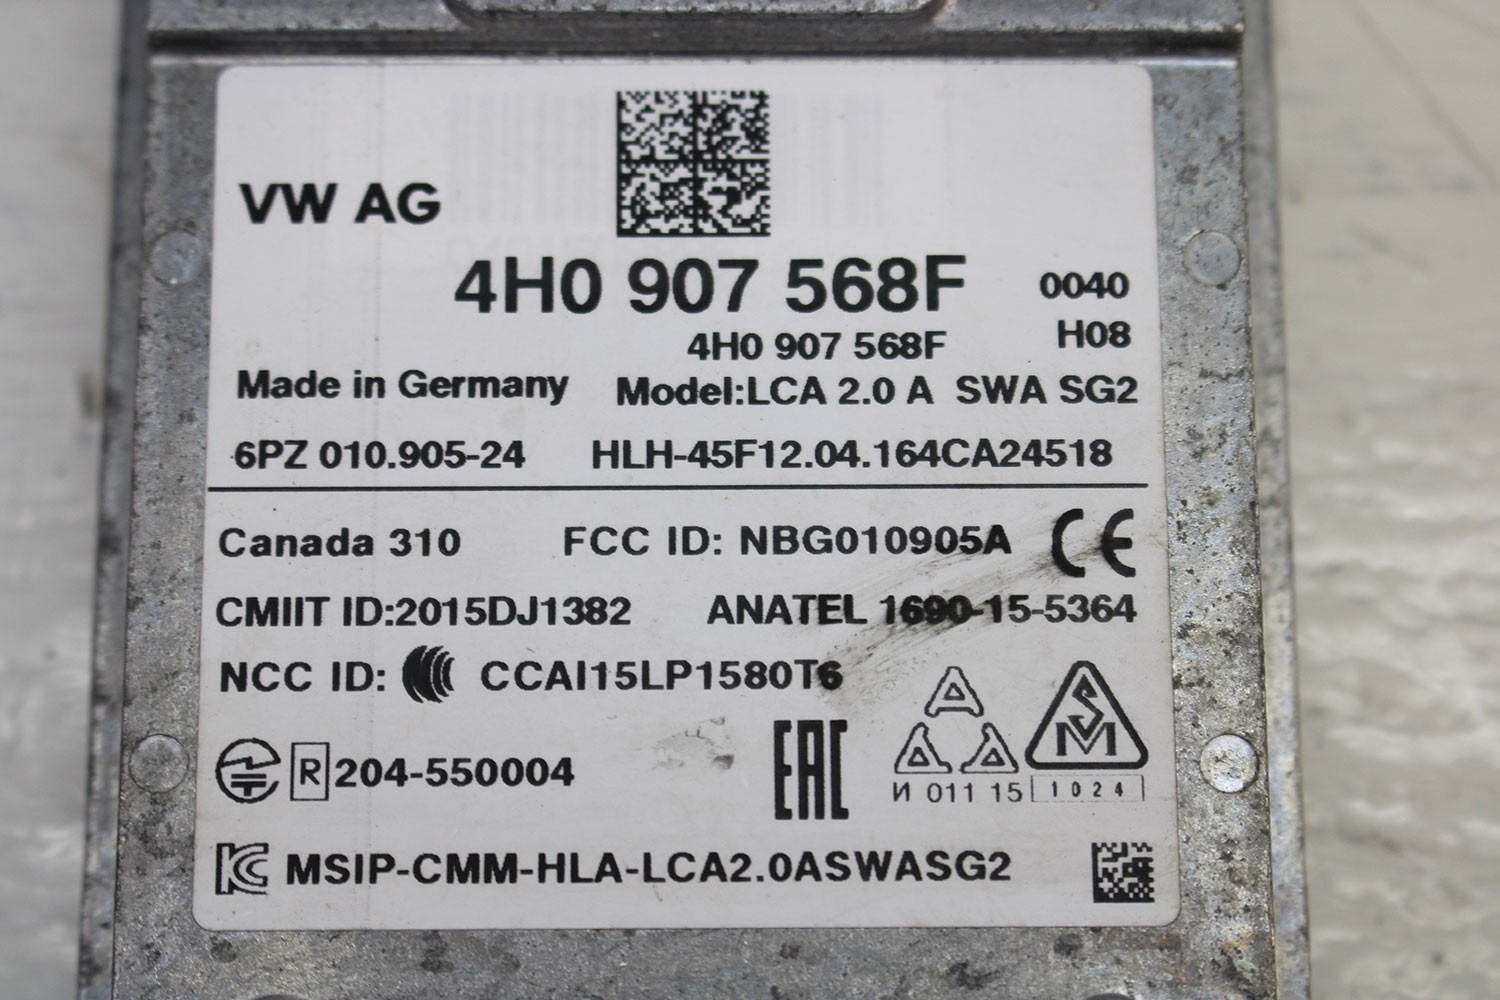 VW AG
4H0 907 568F 0040
4H0 907 568F H08
Made in Germany Model:LCA 2.0 A SWA SG2
6PZ 010.905-24 HLH-45F12.04.164CA24518
Canada 310 FCC ID: NBG010905A CE
CMIIT ID:2015DJ1382 ANATEL 1690-15-5364
NCC ID: CCAI15LP1580T6
R 204-550004 EAC
A A A S M
И 011 15 1024
KC MSIP-CMM-HLA-LCA2.0ASWASG2